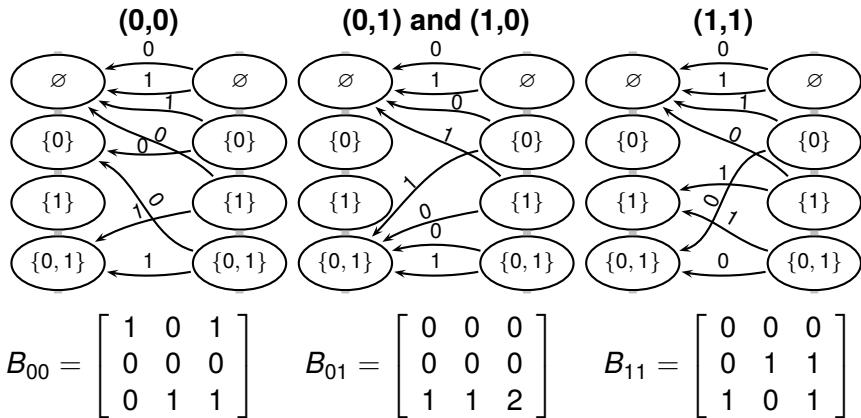 (0,0) (0,1) and (1,0) (1,1)
0 0 0
∅ 1 ∅ ∅ 1 ∅ ∅ 1 ∅
1 0 1
{0} 0 0 {0} {0} 1 {0} {0} 0 {0}
{1} 1 0 {1} {1} 1 0 {1} {1} 1 0 1 {1}
0
{0, 1} 1 {0, 1} {0, 1} 1 {0, 1} {0, 1} 0 {0, 1}
B₀₀ = [ 1 0 1 B₀₁ = [ 0 0 0 B₁₁ = [ 0 0 0
0 0 0 0 0 0 0 1 1
0 1 1 ] 1 1 2 ] 1 0 1 ]